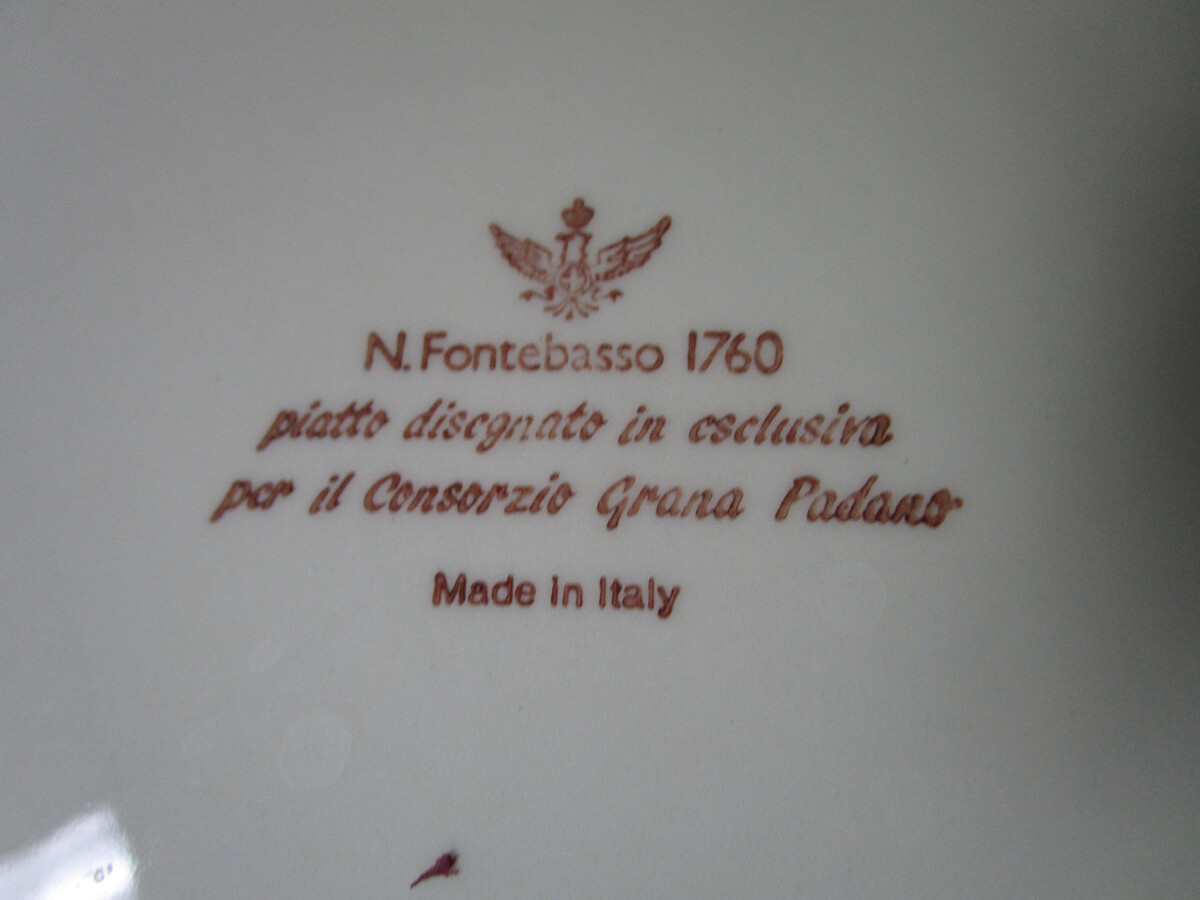 N. Fontebasso 1760
piatto disegnato in esclusiva
per il Consorzio Grana Padano
Made in Italy